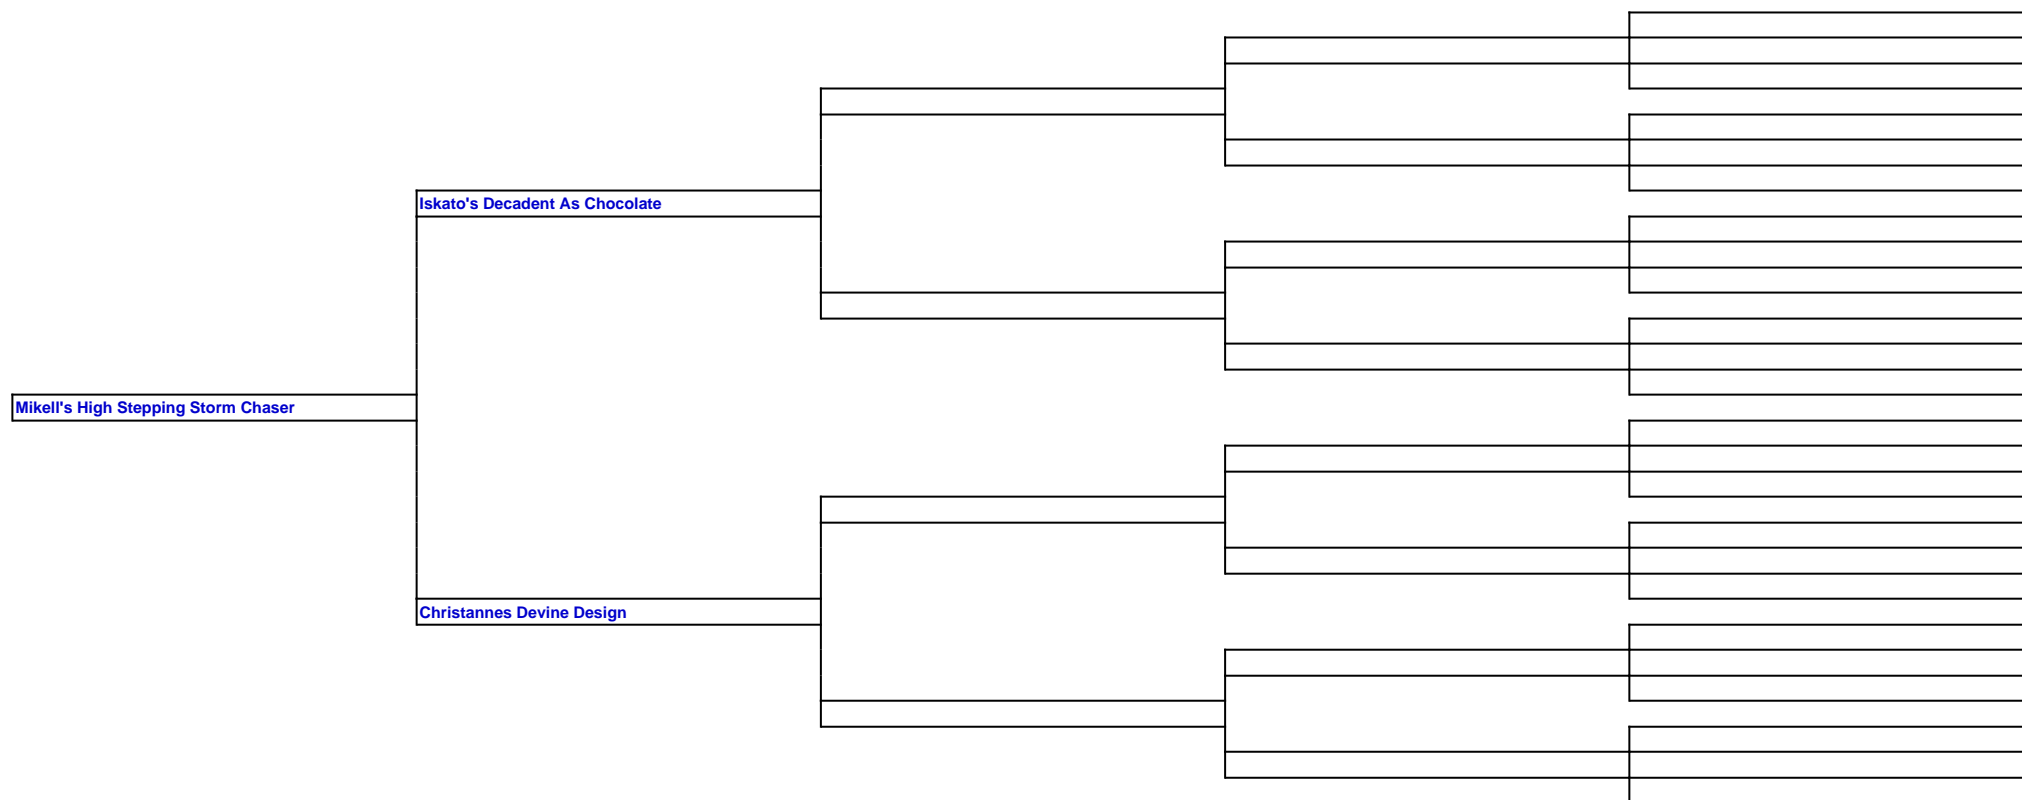 Iskato's Decadent As Chocolate
Mikell's High Stepping Storm Chaser
Christannes Devine Design